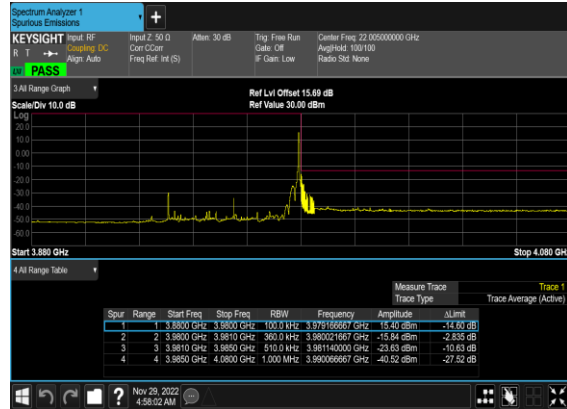 Spectrum Analyzer 1
Spurious Emissions
KEYSIGHT Input: RF Input Z: 50 Ω Atten: 30 dB Trig: Free Run Center Freq: 22.005000000 GHz
R T Coupling: DC Corr CCorr Gate: Off Avg|Hold: 100/100
Align: Auto Freq Ref: Int (S) IF Gain: Low Radio Std: None
PASS
3 All Range Graph Ref Lvl Offset 15.69 dB
Scale/Div 10.0 dB Ref Value 30.00 dBm
Log
20.0
10.0
0.00
-10.0
-20.0
-30.0
-40.0
-50.0
-60.0
Start 3.880 GHz Stop 4.080 GH
4 All Range Table
Measure Trace Trace 1
Trace Type Trace Average (Active)
Spur Range Start Freq Stop Freq RBW Frequency Amplitude ΔLimit
1 1 3.8800 GHz 3.9800 GHz 100.0 kHz 3.979166667 GHz 15.40 dBm -14.60 dB
2 2 3.9800 GHz 3.9810 GHz 360.0 kHz 3.980021667 GHz -15.84 dBm -2.835 dB
3 3 3.9810 GHz 3.9850 GHz 510.0 kHz 3.981140000 GHz -23.63 dBm -10.63 dB
4 4 3.9850 GHz 4.0800 GHz 1.000 MHz 3.990066667 GHz -40.52 dBm -27.52 dB
? Nov 29, 2022
4:58:02 AM